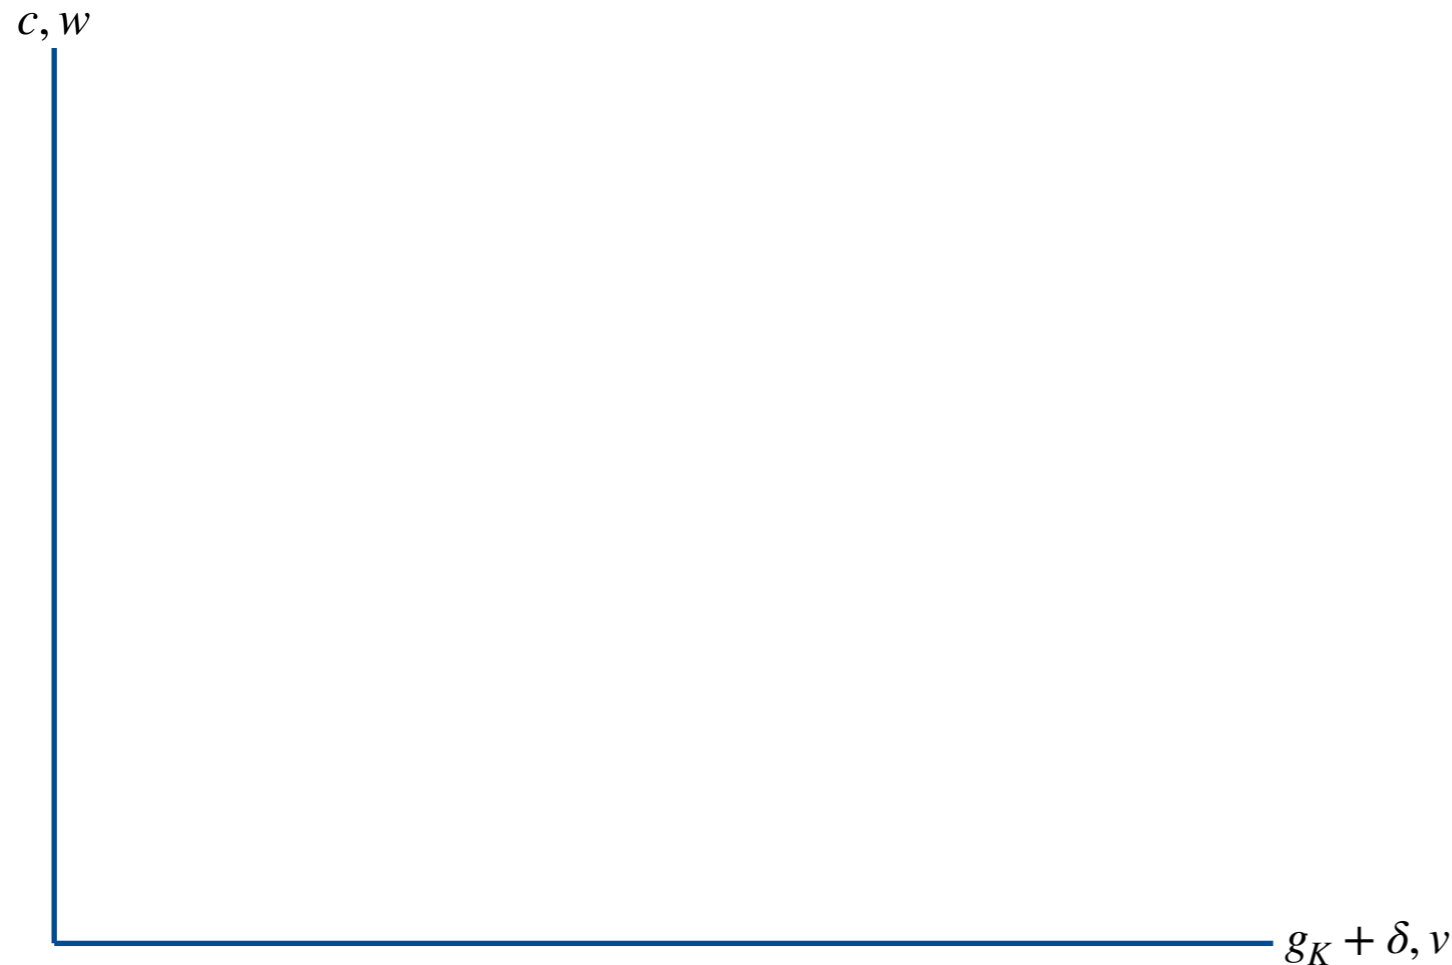 c, w
g_K + δ, v